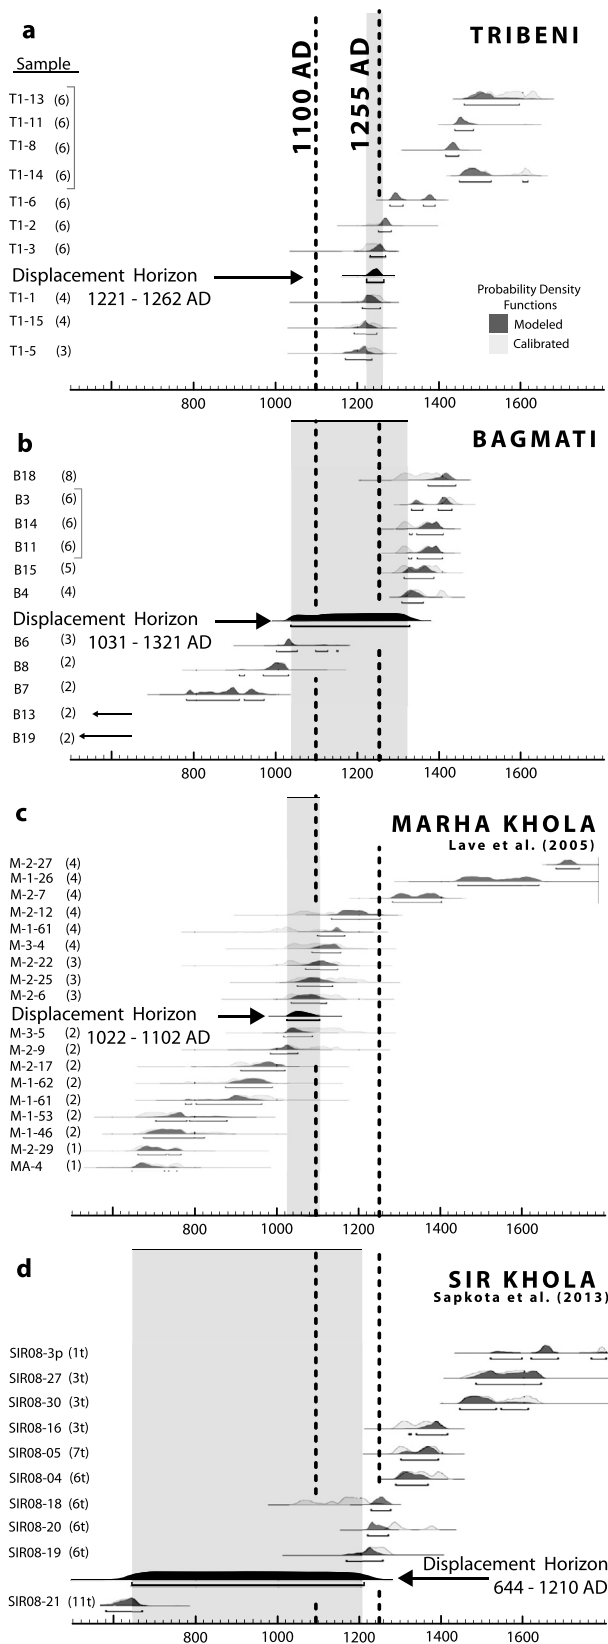 a
TRIBENI
Sample
1100 AD
1255 AD
T1-13 (6)
T1-11 (6)
T1-8 (6)
T1-14 (6)
T1-6 (6)
T1-2 (6)
T1-3 (6)
Displacement Horizon
1221 - 1262 AD
T1-1 (4)
T1-15 (4)
T1-5 (3)
Probability Density
Functions
Modeled
Calibrated
800 1000 1200 1400 1600
b
BAGMATI
B18 (8)
B3 (6)
B14 (6)
B11 (6)
B15 (5)
B4 (4)
Displacement Horizon
1031 - 1321 AD
B6 (3)
B8 (2)
B7 (2)
B13 (2)
B19 (2)
800 1000 1200 1400 1600
c
MARHA KHOLA
Lave et al. (2005)
M-2-27 (4)
M-1-26 (4)
M-2-7 (4)
M-2-12 (4)
M-1-61 (4)
M-3-4 (4)
M-2-22 (3)
M-2-25 (3)
M-2-6 (3)
Displacement Horizon
1022 - 1102 AD
M-3-5 (2)
M-2-9 (2)
M-2-17 (2)
M-1-62 (2)
M-1-61 (2)
M-1-53 (2)
M-1-46 (2)
M-2-29 (1)
MA-4 (1)
800 1000 1200 1400 1600
d
SIR KHOLA
Sapkota et al. (2013)
SIR08-3p (1t)
SIR08-27 (3t)
SIR08-30 (3t)
SIR08-16 (3t)
SIR08-05 (7t)
SIR08-04 (6t)
SIR08-18 (6t)
SIR08-20 (6t)
SIR08-19 (6t)
Displacement Horizon
644 - 1210 AD
SIR08-21 (11t)
800 1000 1200 1400 1600